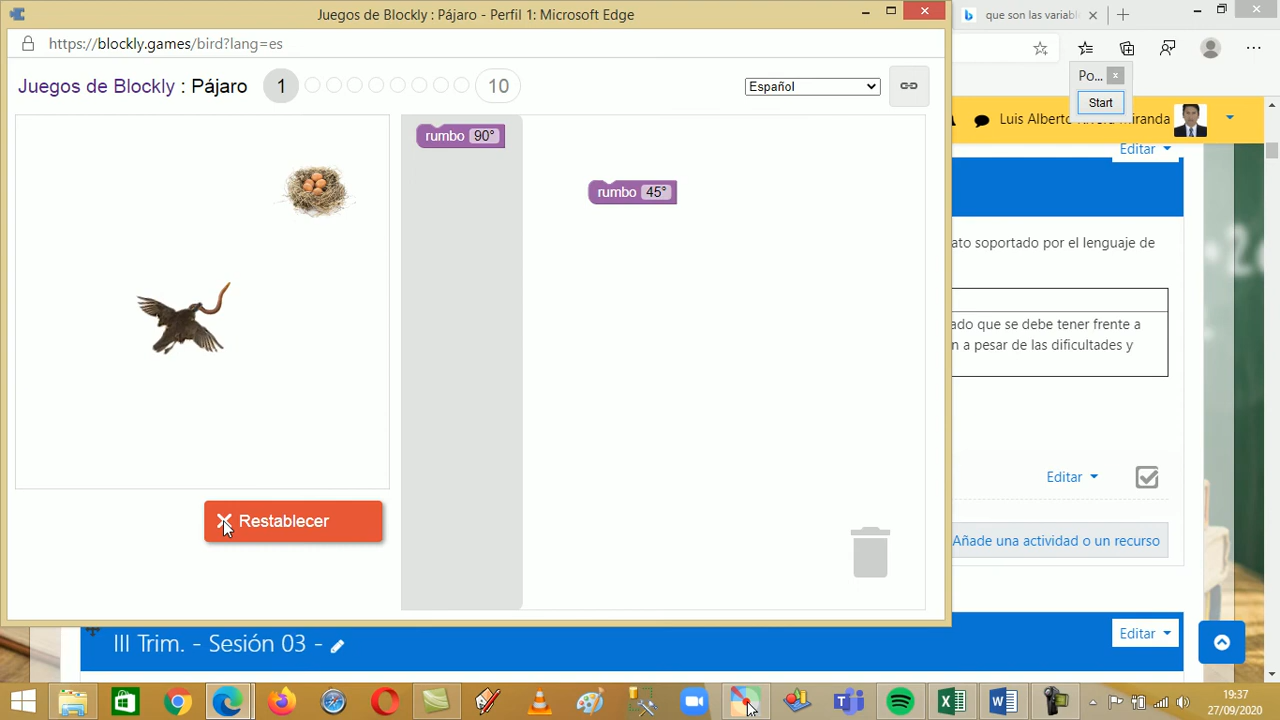 Juegos de Blockly : Pájaro - Perfil 1: Microsoft Edge
que son las variabl
https://blockly.games/bird?lang=es
Juegos de Blockly : Pájaro
1
10
Español
Po...
Start
Luis Alberto
Miranda
Editar
rumbo 90°
rumbo 45°
ato soportado por el lenguaje de
ado que se debe tener frente a
n a pesar de las dificultades y
Editar
Restablecer
Añade una actividad o un recurso
III Trim. - Sesión 03 -
Editar
19:37
27/09/2020